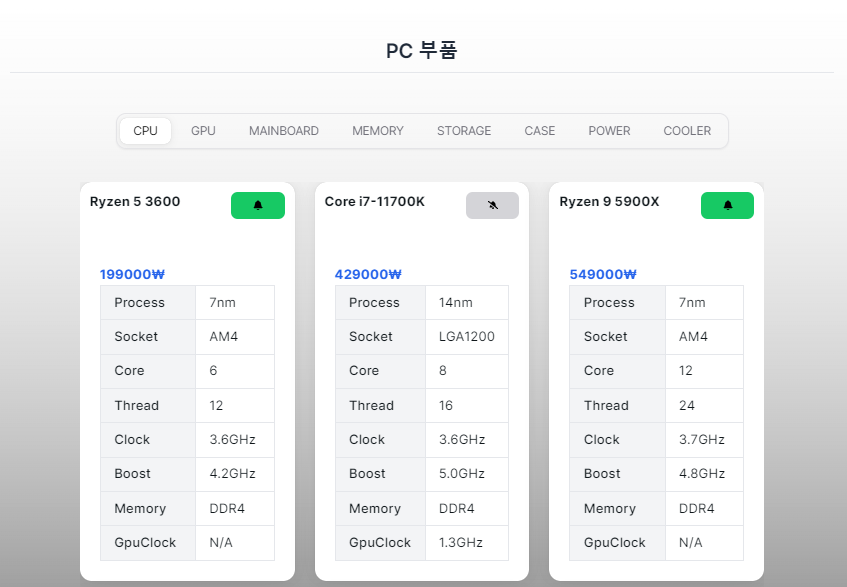 PC 부품
CPU GPU MAINBOARD MEMORY STORAGE CASE POWER COOLER
Ryzen 5 3600
199000₩
Process 7nm
Socket AM4
Core 6
Thread 12
Clock 3.6GHz
Boost 4.2GHz
Memory DDR4
GpuClock N/A
Core i7-11700K
429000₩
Process 14nm
Socket LGA1200
Core 8
Thread 16
Clock 3.6GHz
Boost 5.0GHz
Memory DDR4
GpuClock 1.3GHz
Ryzen 9 5900X
549000₩
Process 7nm
Socket AM4
Core 12
Thread 24
Clock 3.7GHz
Boost 4.8GHz
Memory DDR4
GpuClock N/A